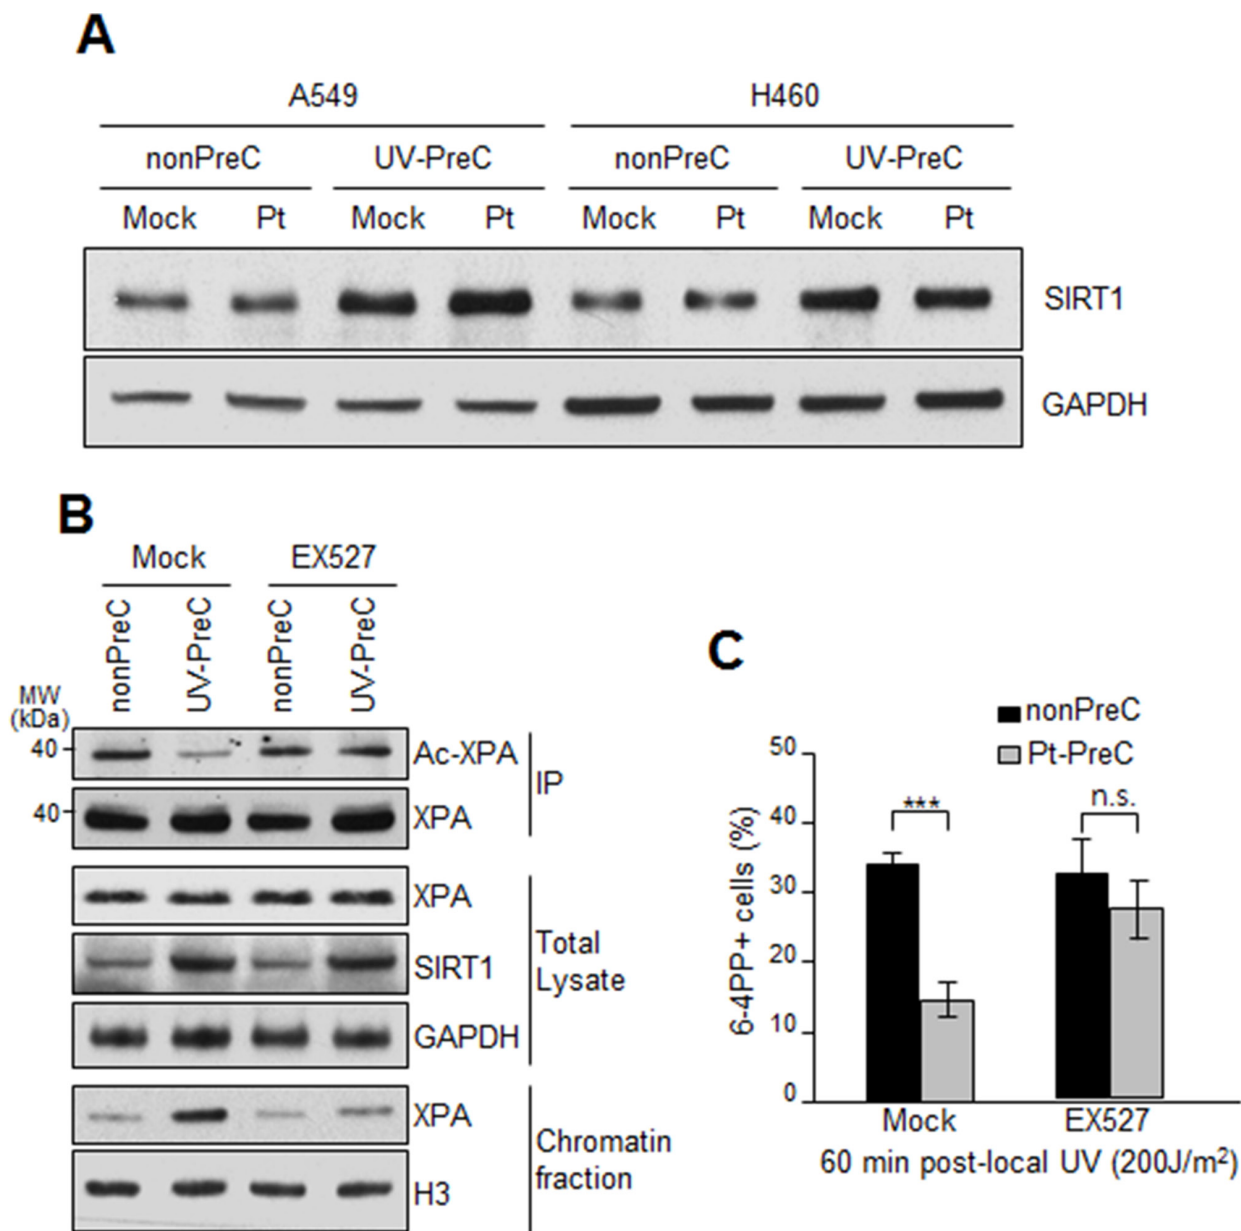 A
A549 H460
nonPreC UV-PreC nonPreC UV-PreC
Mock Pt Mock Pt Mock Pt Mock Pt
SIRT1
GAPDH
B
Mock EX527
nonPreC UV-PreC nonPreC UV-PreC
MW
(kDa)
40 Ac-XPA
40 XPA
IP
XPA
SIRT1
GAPDH
Total
Lysate
XPA
H3
Chromatin
fraction
C
nonPreC
Pt-PreC
6-4PP+ cells (%)
50
40
30
20
10
0
*** n.s.
Mock EX527
60 min post-local UV (200J/m²)